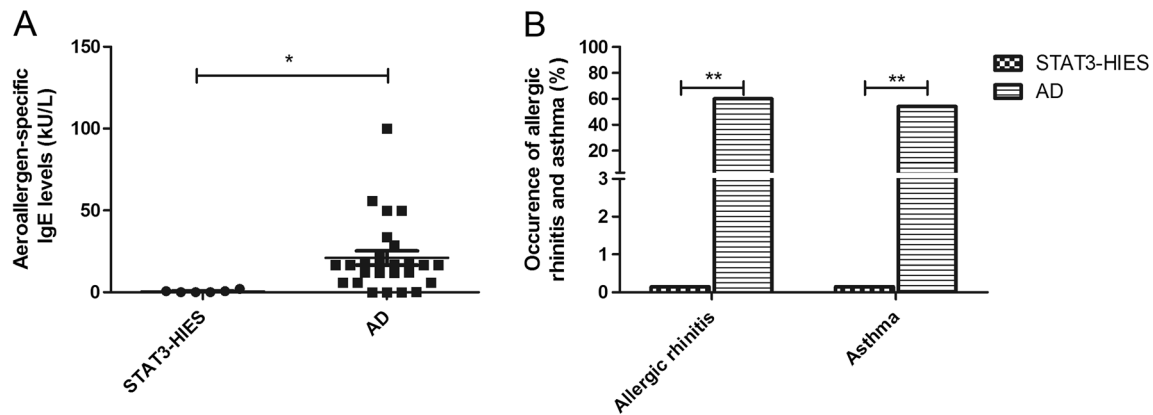 A
Aeroallergen-specific
IgE levels (kU/L)
150
100
50
0
*
STAT3-HIES
AD
B
Occurence of allergic
rhinitis and asthma (%)
100
80
60
40
20
3
2
1
0
**
**
Allergic rhinitis
Asthma
STAT3-HIES
AD